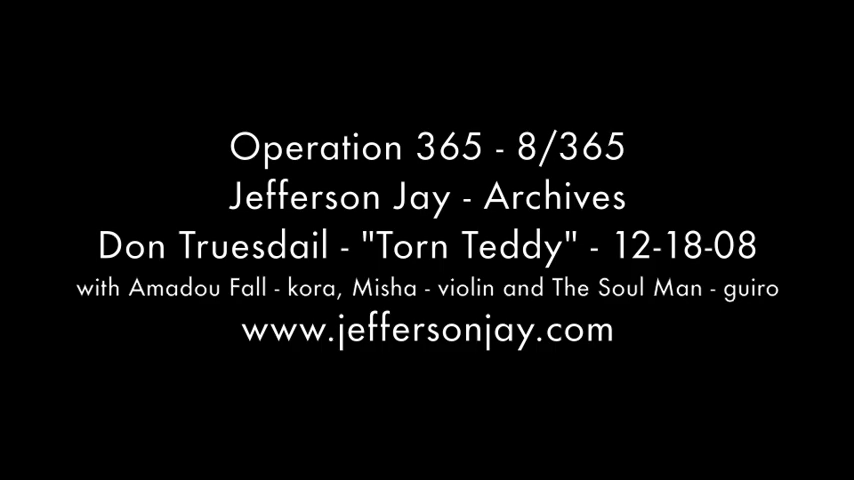 Operation 365 - 8/365
Jefferson Jay - Archives
Don Truesdail - "Torn Teddy" - 12-18-08
with Amadou Fall - kora, Misha - violin and The Soul Man - guiro
www.jeffersonjay.com